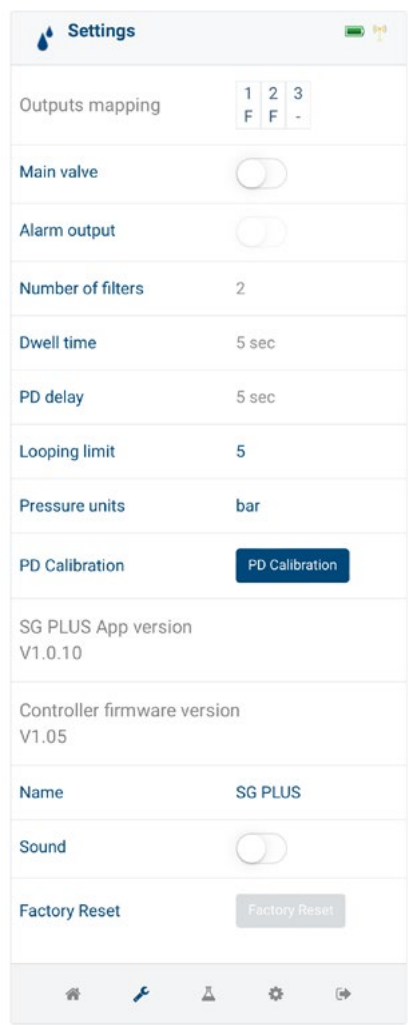 Settings
Outputs mapping
1 2 3
F F -
Main valve
Alarm output
Number of filters 2
Dwell time 5 sec
PD delay 5 sec
Looping limit 5
Pressure units bar
PD Calibration PD Calibration
SG PLUS App version
V1.0.10
Controller firmware version
V1.05
Name SG PLUS
Sound
Factory Reset Factory Reset